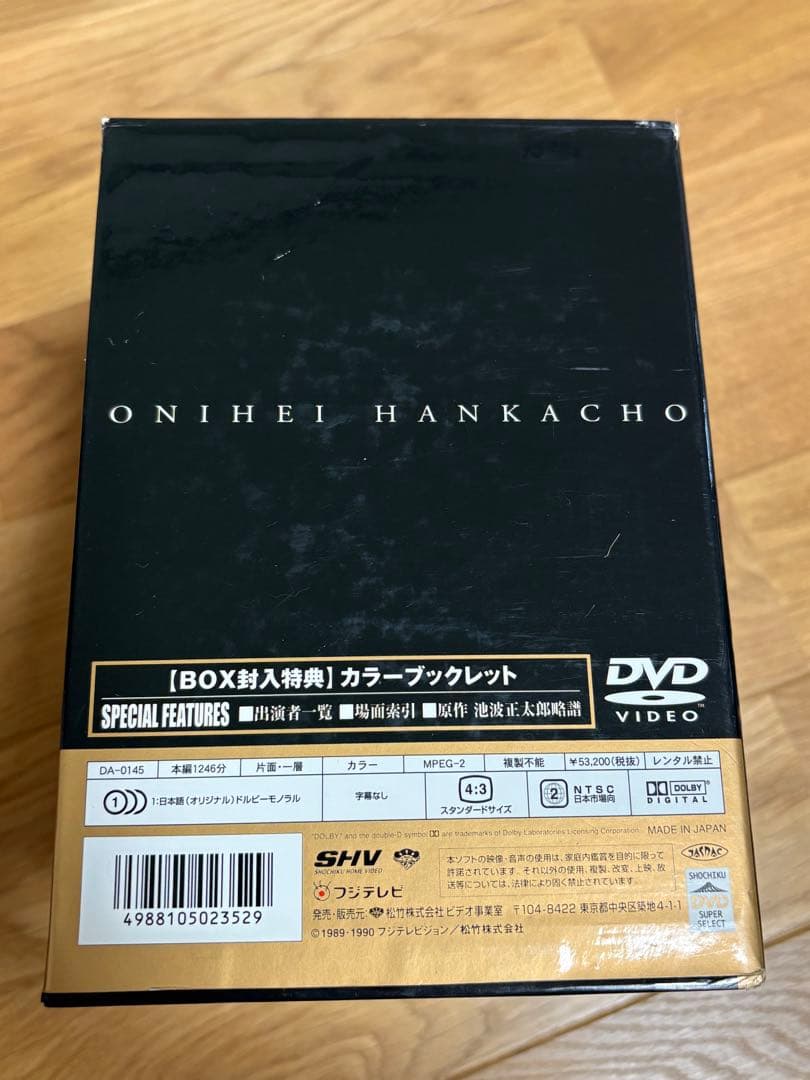 ONIHEI HANKACHO
【BOX封入特典】カラーブックレット
SPECIAL FEATURES ■出演者一覧 ■場面索引 ■原作 池波正太郎略譜
DVD
VIDEO
DA-0145 本編1246分 片面・一層 カラー MPEG-2 複製不能 ¥53,200(税抜) レンタル禁止
1 1:日本語(オリジナル)ドルビーモノラル 字幕なし 4:3 スタンダードサイズ 2 NTSC 日本市場向 DOLBY DIGITAL
"DOLBY" and the double-D symbol are trademarks of Dolby Laboratories Licensing Corporation. MADE IN JAPAN
SHV
SHOCHIKU HOME VIDEO
本ソフトの映像・音声の使用は、家庭内鑑賞を目的に限って
許諾されています。それ以外の使用、複製、改変、上映、放
送等については、法律により固く禁止されています。
JASRAC
フジテレビ
SHOCHIKU
DVD
SUPER
SELECT
4988105023529
発売・販売元: 松竹株式会社 ビデオ事業室 〒104-8422 東京都中央区築地4-1-1
©1989・1990 フジテレビジョン/松竹株式会社